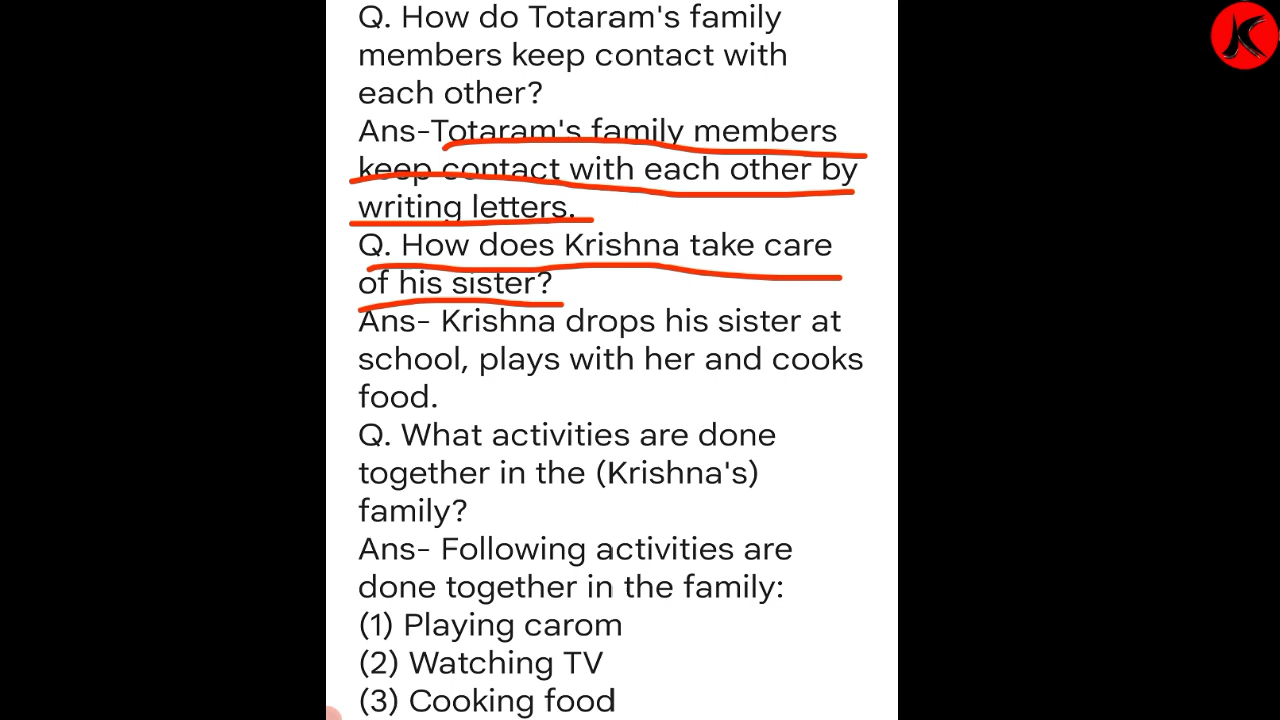 Q. How do Totaram's family
members keep contact with
each other?
Ans-Totaram's family members
keep contact with each other by
writing letters.
Q. How does Krishna take care
of his sister?
Ans- Krishna drops his sister at
school, plays with her and cooks
food.
Q. What activities are done
together in the (Krishna's)
family?
Ans- Following activities are
done together in the family:
(1) Playing carom
(2) Watching TV
(3) Cooking food
K